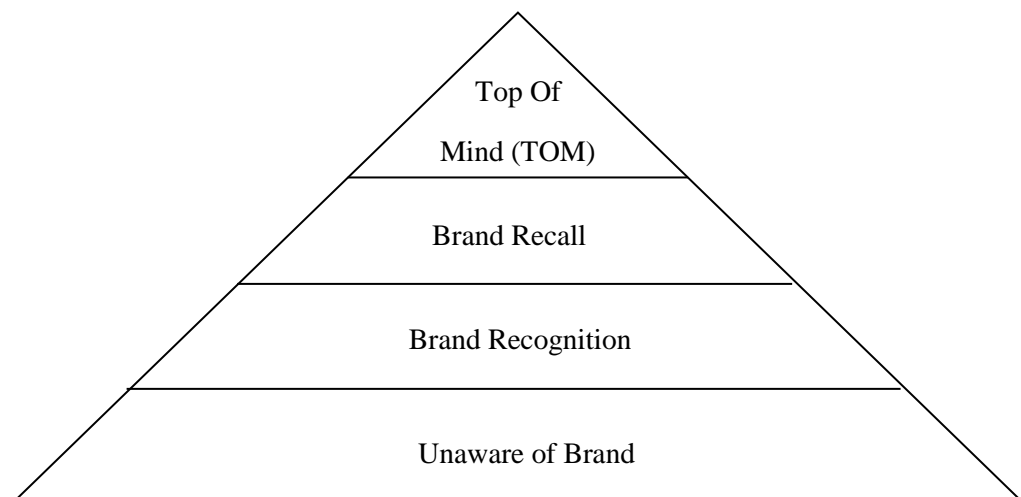 Top Of
Mind (TOM)
Brand Recall
Brand Recognition
Unaware of Brand